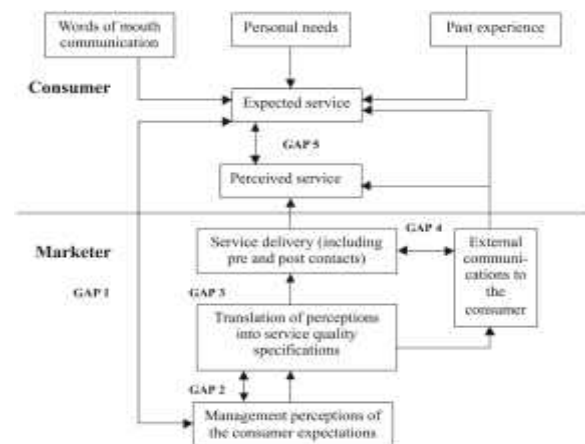 Words of mouth
communication
Personal needs
Past experience
Consumer
Expected service
GAP 5
Perceived service
Marketer
Service delivery (including
pre and post contacts)
GAP 4
External
communi-
cations to
the
consumer
GAP 1
GAP 3
Translation of perceptions
into service quality
specifications
GAP 2
Management perceptions of
the consumer expectations